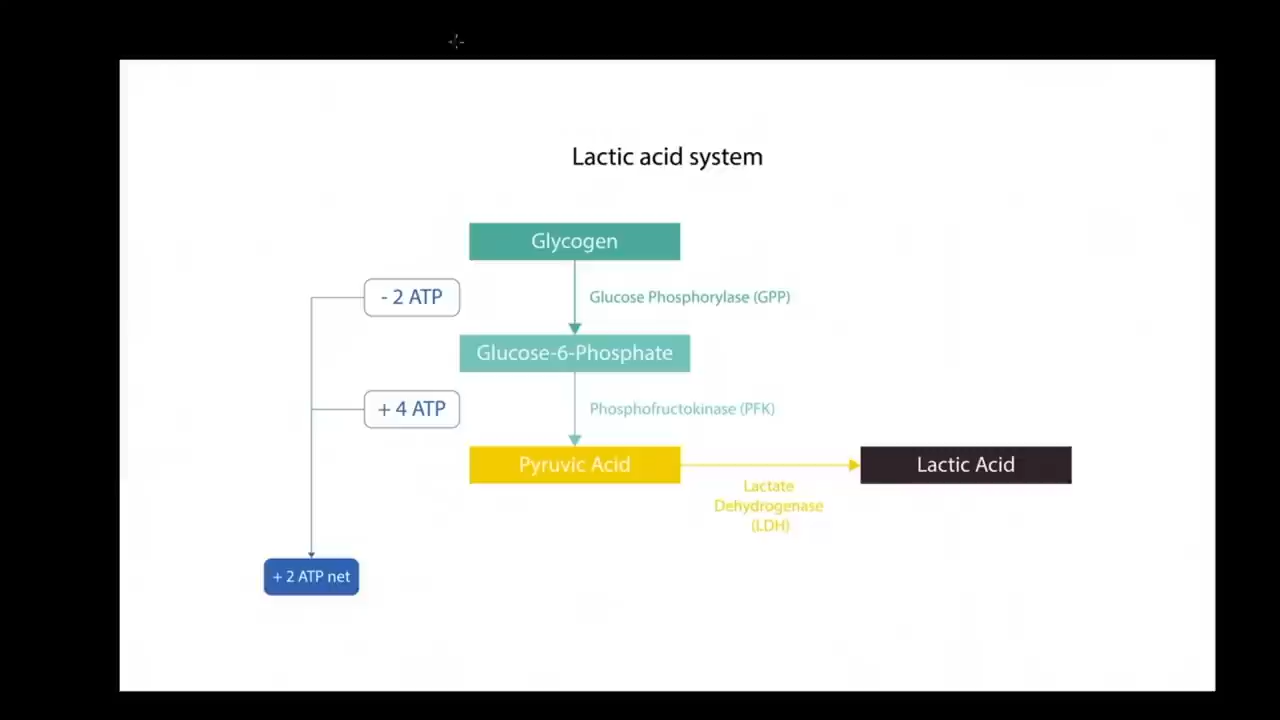 Lactic acid system
Glycogen
- 2 ATP
Glucose Phosphorylase (GPP)
Glucose-6-Phosphate
+ 4 ATP
Phosphofructokinase (PFK)
Pyruvic Acid
Lactic Acid
Lactate
Dehydrogenase
(LDH)
+ 2 ATP net